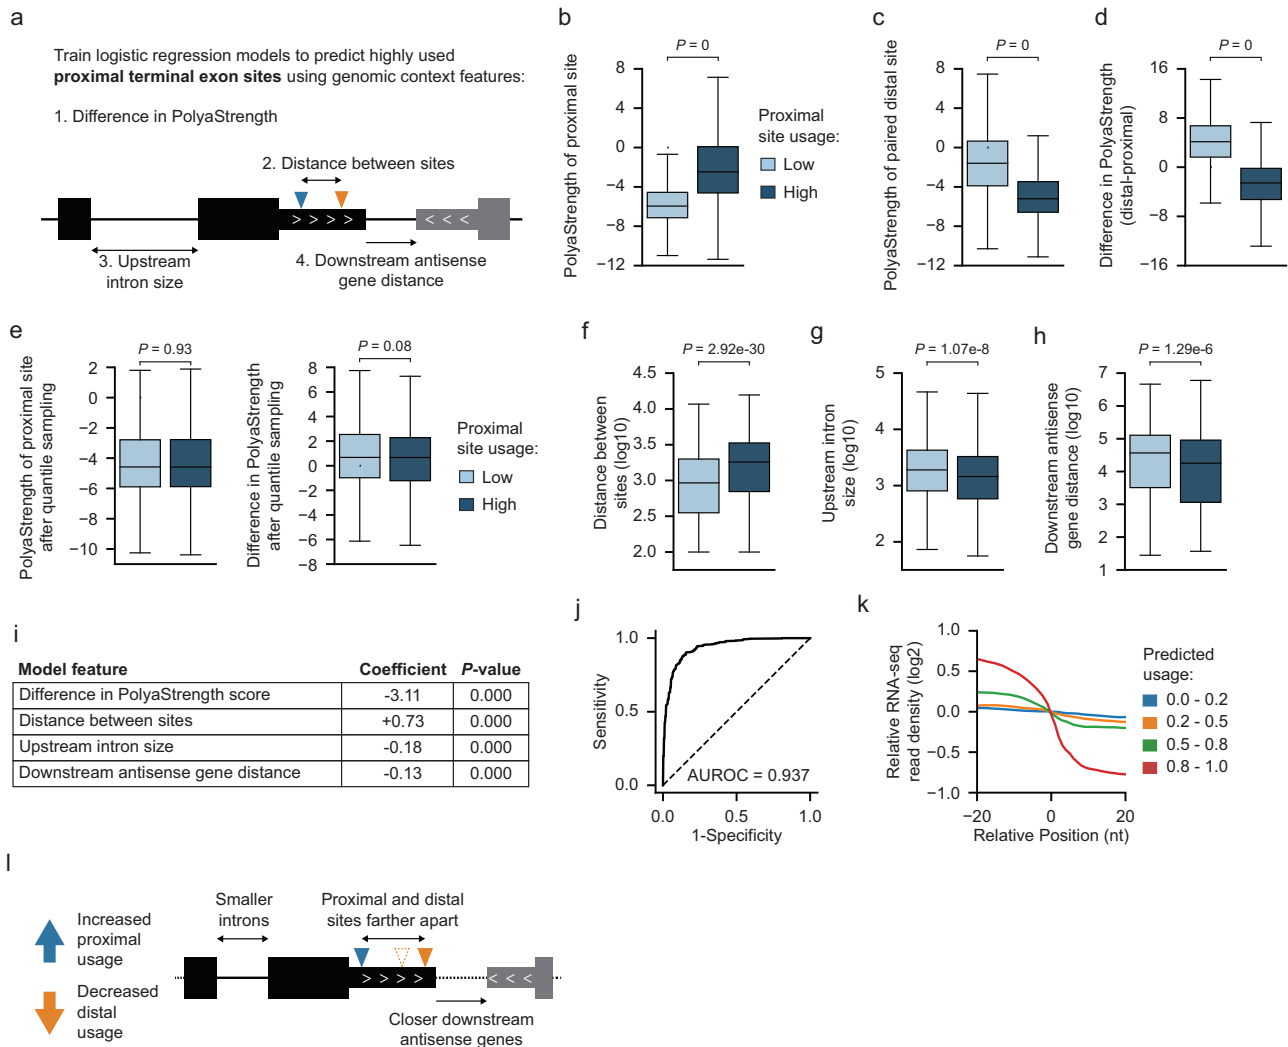 a
Train logistic regression models to predict highly used
proximal terminal exon sites using genomic context features:
1. Difference in PolyaStrength
2. Distance between sites
> > > >
< < <
3. Upstream
intron size
4. Downstream antisense
gene distance
b
P = 0
PolyaStrength of proximal site
8
4
0
−4
−8
−12
Proximal
site usage:
Low
High
c
P = 0
PolyaStrength of paired distal site
8
4
0
−4
−8
−12
d
P = 0
Difference in PolyaStrength
(distal-proximal)
16
8
0
−8
−16
e
P = 0.93
PolyaStrength of proximal site
after quantile sampling
2
0
−2
−4
−6
−8
−10
P = 0.08
Difference in PolyaStrength
after quantile sampling
8
6
4
2
0
−2
−4
−6
−8
Proximal
site usage:
Low
High
f
P = 2.92e-30
Distance between
sites (log10)
4.5
4.0
3.5
3.0
2.5
2.0
g
P = 1.07e-8
Upstream intron
size (log10)
5
4
3
2
h
P = 1.29e-6
Downstream antisense
gene distance (log10)
7
6
5
4
3
2
1
i
Model feature Coefficient P-value
Difference in PolyaStrength score -3.11 0.000
Distance between sites +0.73 0.000
Upstream intron size -0.18 0.000
Downstream antisense gene distance -0.13 0.000
j
Sensitivity
1.0
0.5
0.0
AUROC = 0.937
0.0 0.5 1.0
1-Specificity
k
Relative RNA-seq
read density (log2)
1.0
0.5
0.0
−0.5
−1.0
−20 −10 0 10 20
Relative Position (nt)
Predicted
usage:
0.0 - 0.2
0.2 - 0.5
0.5 - 0.8
0.8 - 1.0
l
Increased
proximal
usage
Decreased
distal
usage
Smaller
introns
Proximal and distal
sites farther apart
> > > >
< < <
Closer downstream
antisense genes